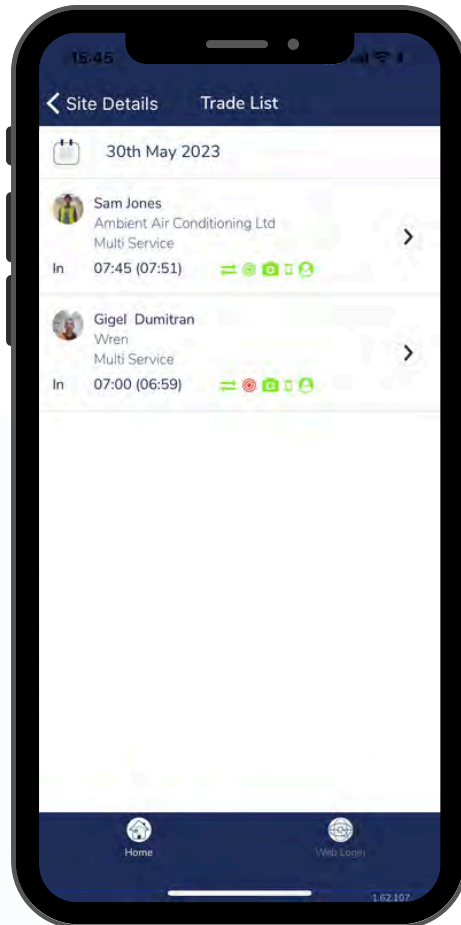 15:45
Site Details Trade List
30th May 2023
Sam Jones
Ambient Air Conditioning Ltd
Multi Service
In 07:45 (07:51)
Gigel Dumitran
Wren
Multi Service
In 07:00 (06:59)
Home Web Login
1.62.107